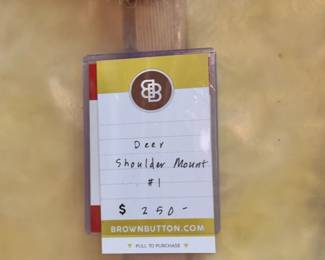 BB
Deer
Shoulder Mount
#1
$ 250-
BROWNBUTTON.COM
▼ PULL TO PURCHASE ▼